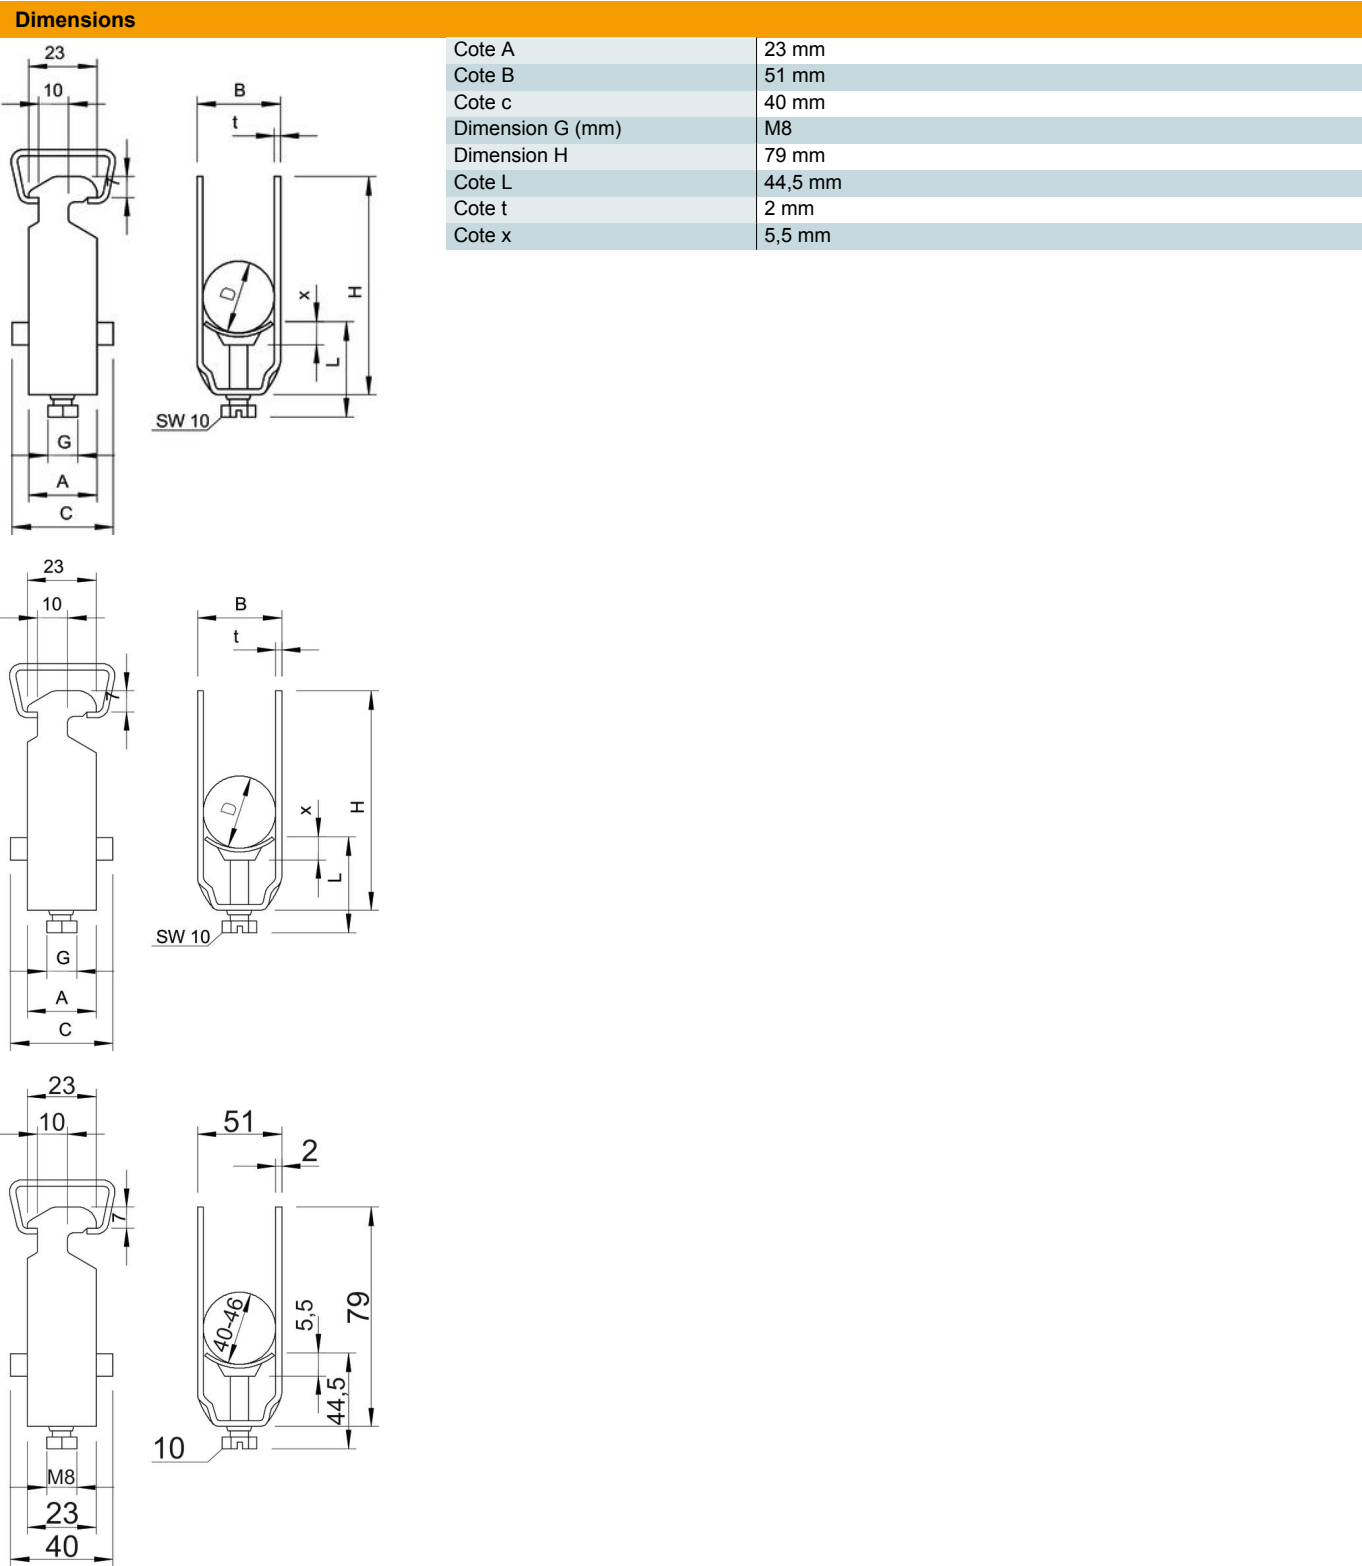 Dimensions
Cote A 23 mm
Cote B 51 mm
Cote c 40 mm
Dimension G (mm) M8
Dimension H 79 mm
Cote L 44,5 mm
Cote t 2 mm
Cote x 5,5 mm
23
10
B
t
7
D
x
H
L
SW 10
G
A
C
23
10
B
t
7
D
x
H
L
SW 10
G
A
C
23
10
51
2
7
40-46
5,5
79
44,5
10
M8
23
40